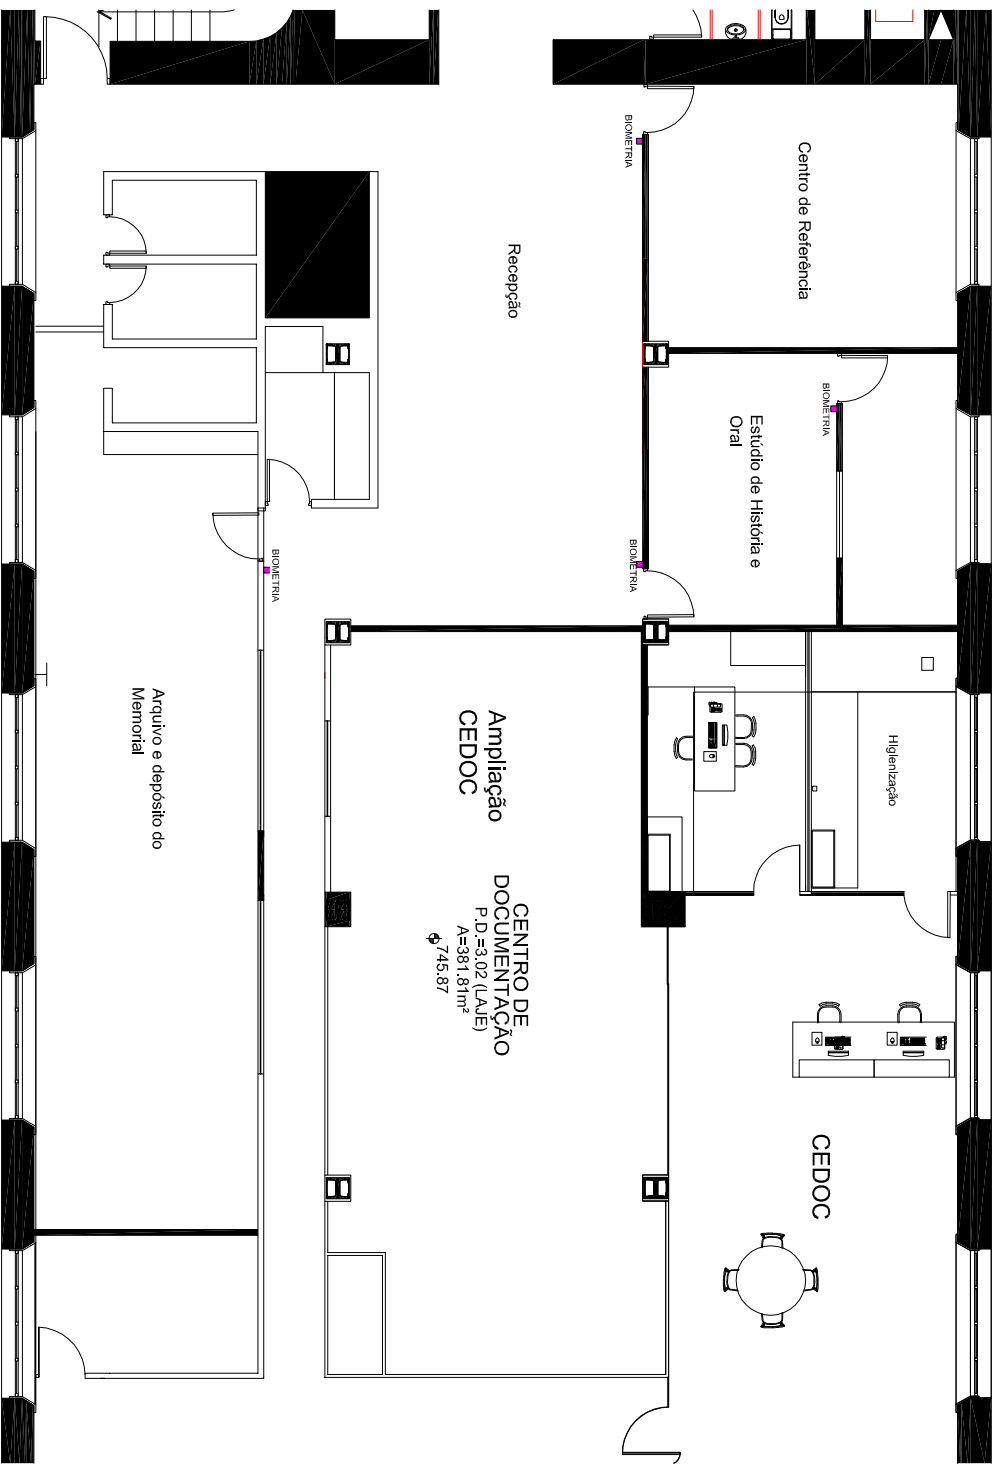 BIOMETRIA
Centro de Referência
Recepção
BIOMETRIA
Estúdio de História e
Oral
BIOMETRIA
BIOMETRIA
Higienização
Arquivo e depósito do
Memorial
Ampliação
CEDOC
CENTRO DE
DOCUMENTAÇÃO
P.D.=3.02 (LAJE)
A=381.81m²
745.87
CEDOC